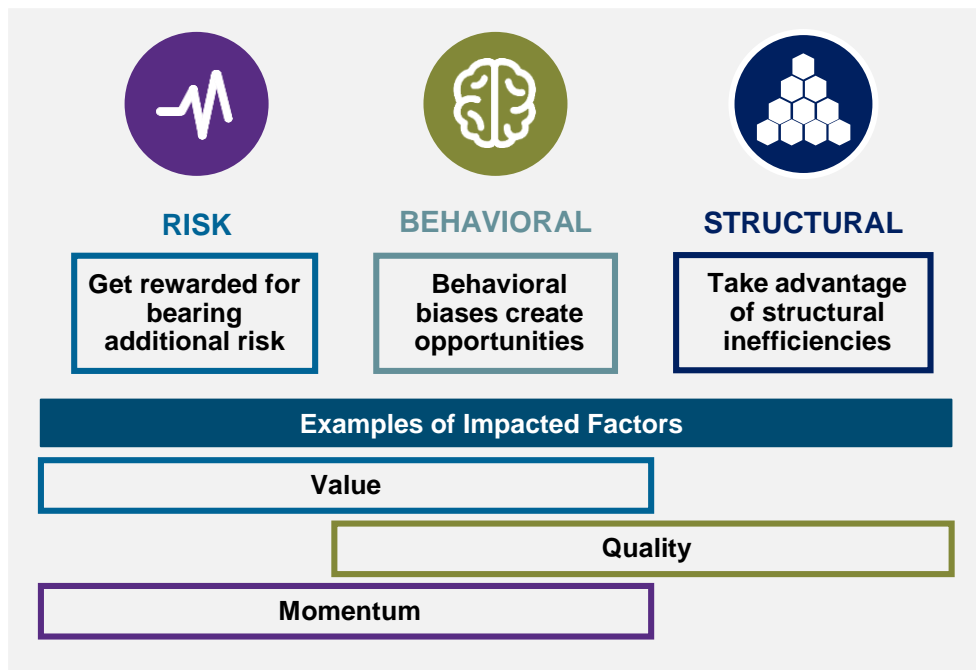 RISK
Get rewarded for
bearing
additional risk
BEHAVIORAL
Behavioral
biases create
opportunities
STRUCTURAL
Take advantage
of structural
inefficiencies
Examples of Impacted Factors
Value
Quality
Momentum